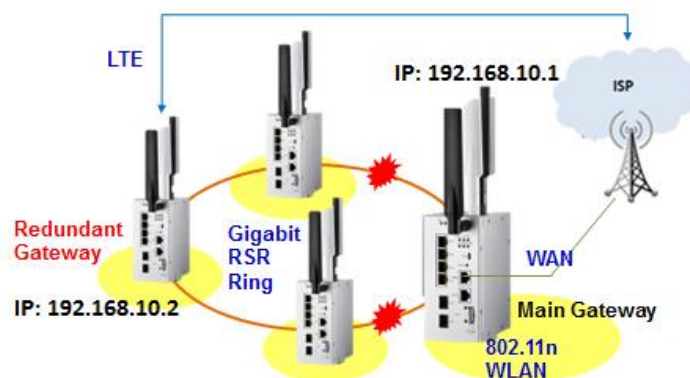 LTE
IP: 192.168.10.1
ISP
Redundant
Gateway
Gigabit
RSR
Ring
WAN
IP: 192.168.10.2
Main Gateway
802.11n
WLAN